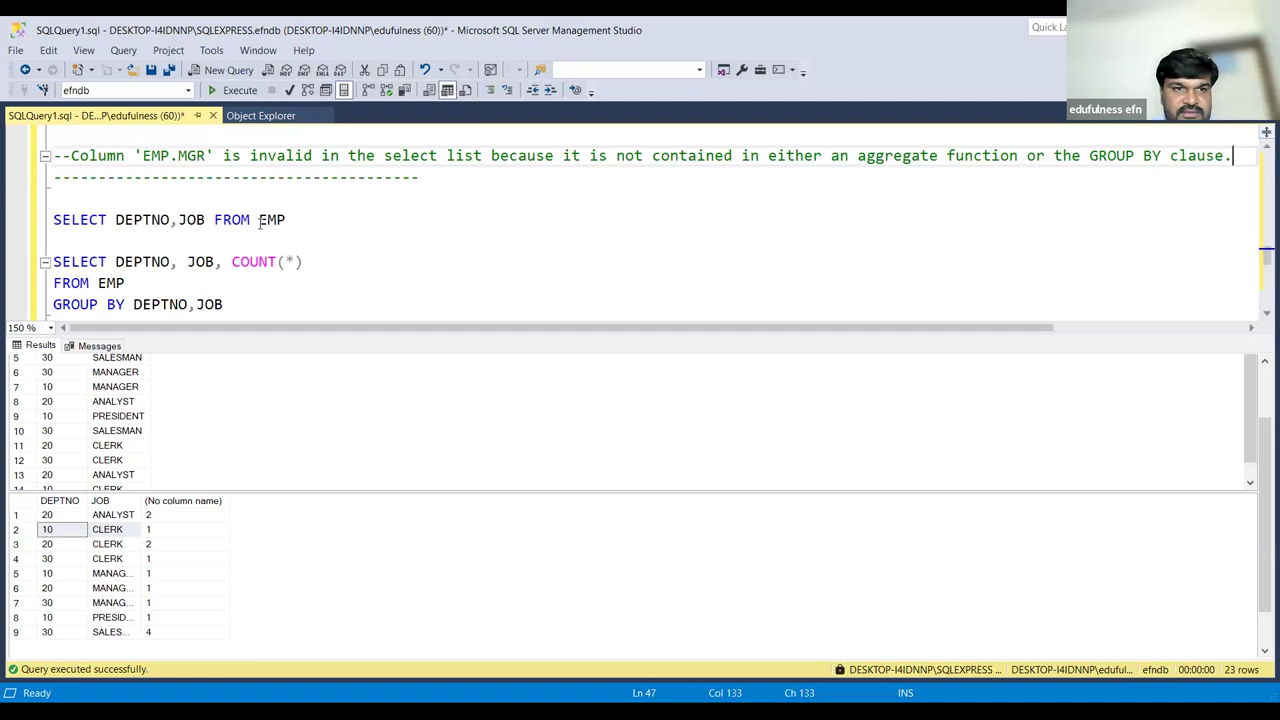 SQLQuery1.sql - DESKTOP-I4IDNNP\SQLEXPRESS.efndb (DESKTOP-I4IDNNP\edufulness (60))* - Microsoft SQL Server Management Studio
Quick La
File Edit View Query Project Tools Window Help
New Query
efndb Execute
edufulness efn
SQLQuery1.sql - DE...P\edufulness (60))* Object Explorer
--Column 'EMP.MGR' is invalid in the select list because it is not contained in either an aggregate function or the GROUP BY clause.
-----------------------------------------
SELECT DEPTNO,JOB FROM EMP
SELECT DEPTNO, JOB, COUNT(*)
FROM EMP
GROUP BY DEPTNO,JOB
150 %
Results Messages
5 30 SALESMAN
6 30 MANAGER
7 10 MANAGER
8 20 ANALYST
9 10 PRESIDENT
10 30 SALESMAN
11 20 CLERK
12 30 CLERK
13 20 ANALYST
14 10 CLERK
DEPTNO JOB (No column name)
1 20 ANALYST 2
2 10 CLERK 1
3 20 CLERK 2
4 30 CLERK 1
5 10 MANAG... 1
6 20 MANAG... 1
7 30 MANAG... 1
8 10 PRESID... 1
9 30 SALES... 4
Query executed successfully. DESKTOP-I4IDNNP\SQLEXPRESS ... DESKTOP-I4IDNNP\eduful... efndb 00:00:00 23 rows
Ready Ln 47 Col 133 Ch 133 INS